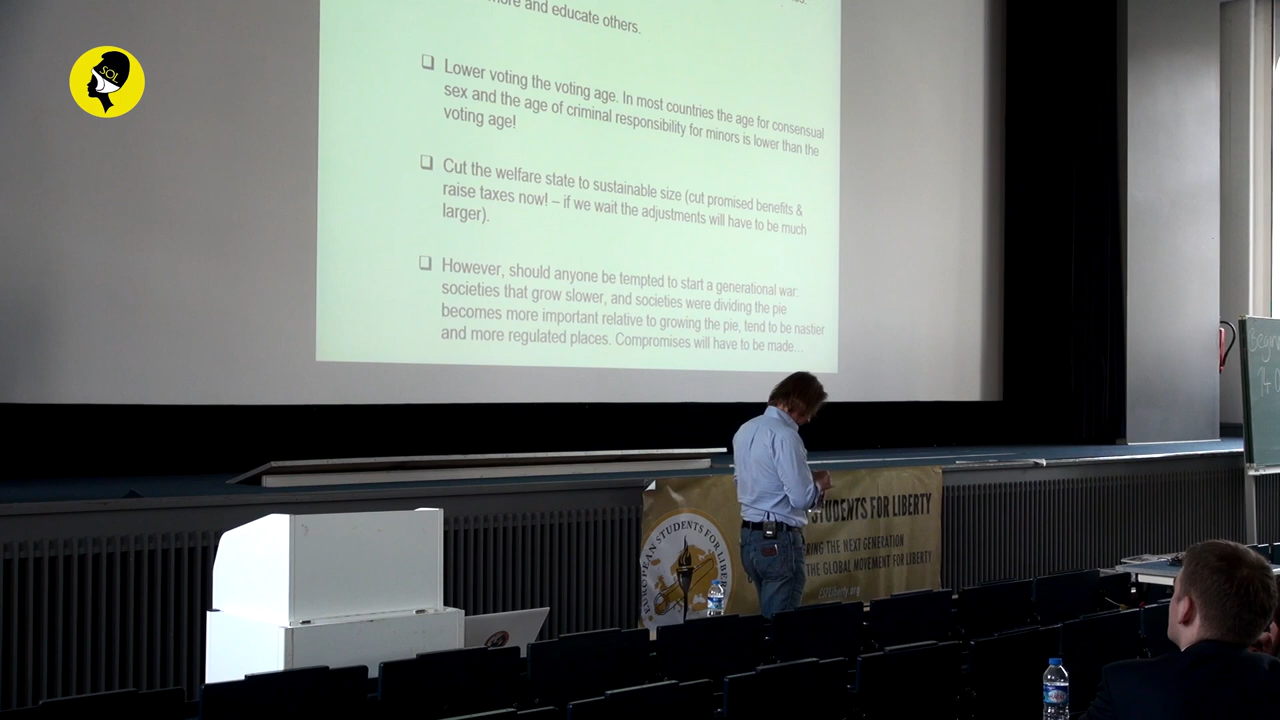 more and educate others.
SOL
Lower voting the voting age. In most countries the age for consensual
sex and the age of criminal responsibility for minors is lower than the
voting age!
Cut the welfare state to sustainable size (cut promised benefits &
raise taxes now! – if we wait the adjustments will have to be much
larger).
However, should anyone be tempted to start a generational war:
societies that grow slower, and societies were dividing the pie
becomes more important relative to growing the pie, tend to be nastier
and more regulated places. Compromises will have to be made...
EUROPEAN STUDENTS FOR LIBER
STUDENTS FOR LIBERTY
RING THE NEXT GENERATION
THE GLOBAL MOVEMENT FOR LIBERTY
ESFLiberty.org